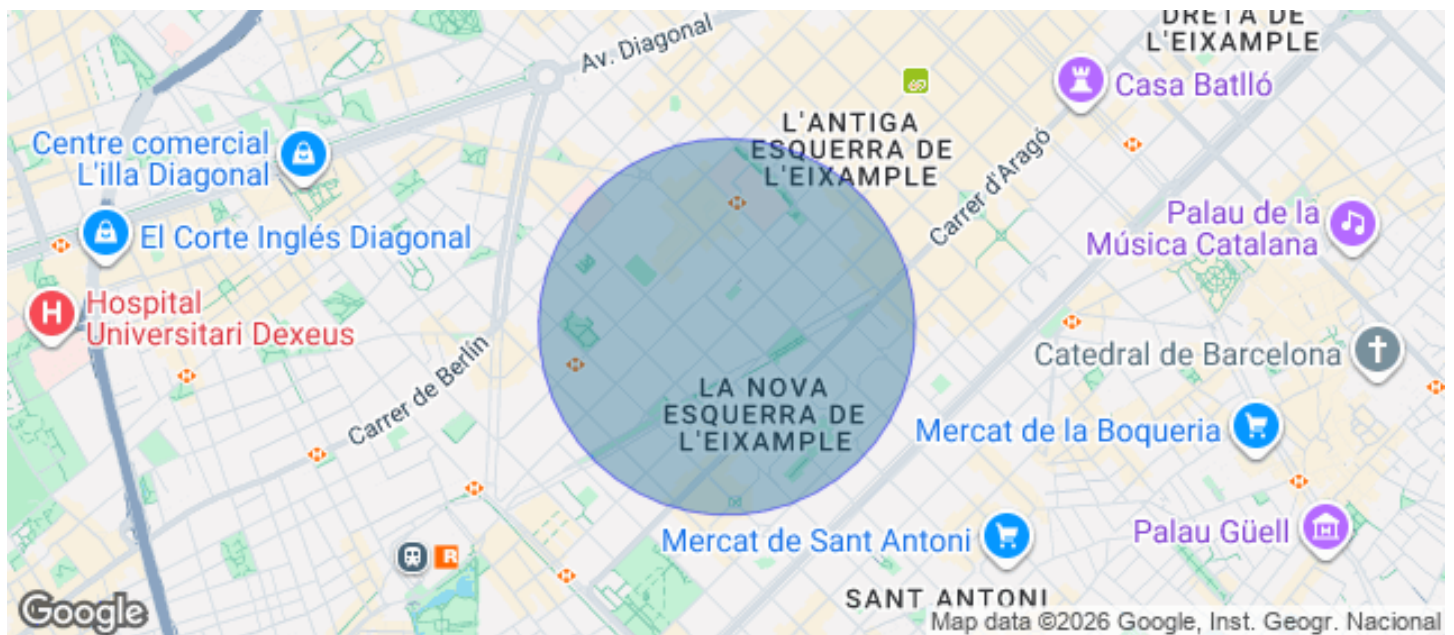 DRETA DE
L'EIXAMPLE
Av. Diagonal
Casa Batlló
L'ANTIGA
ESQUERRA DE
L'EIXAMPLE
Centre comercial
L'illa Diagonal
Carrer d'Aragó
El Corte Inglés Diagonal
Palau de la
Música Catalana
H
Hospital
Universitari Dexeus
Carrer de Berlín
Catedral de Barcelona
LA NOVA
ESQUERRA DE
L'EIXAMPLE
Mercat de la Boqueria
Mercat de Sant Antoni
Palau Güell
R
SANT ANTONI
Google
Map data ©2026 Google, Inst. Geogr. Nacional